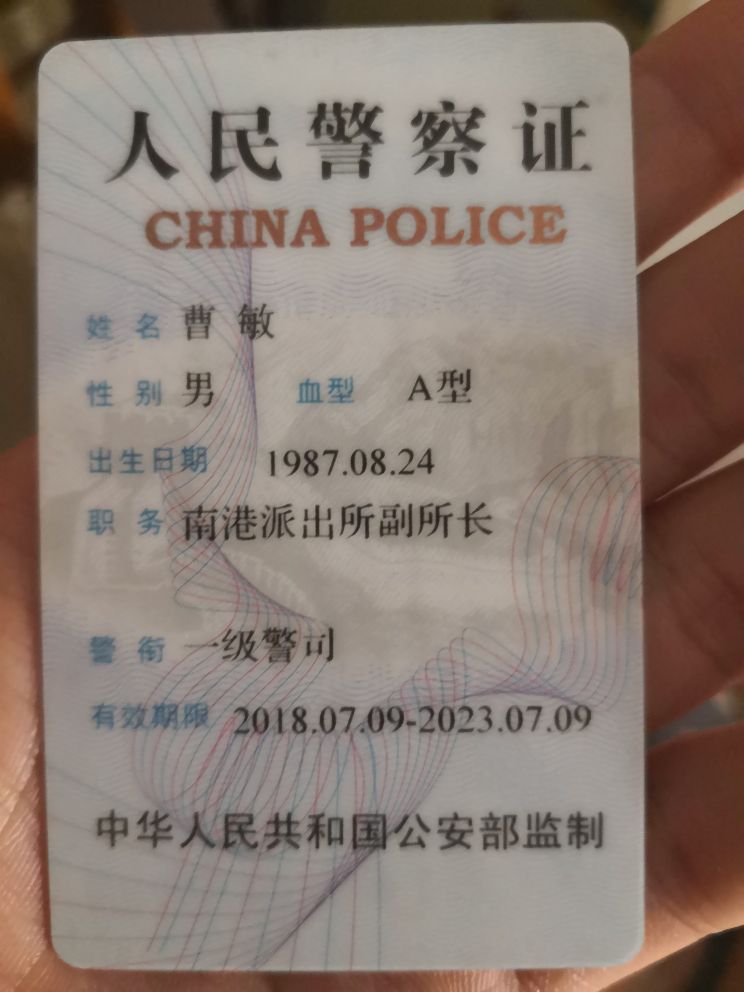 人民警察证
CHINA POLICE
姓名 曹敏
性别 男 血型 A型
出生日期 1987.08.24
职务 南港派出所副所长
警衔 一级警司
有效期限 2018.07.09-2023.07.09
中华人民共和国公安部监制